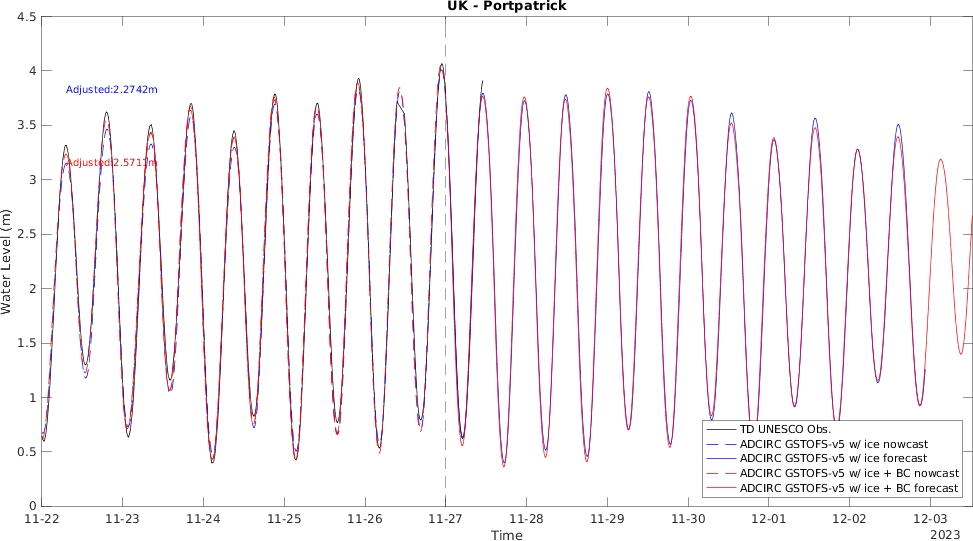 UK - Portpatrick
4.5
4
3.5
3
2.5
2
1.5
1
0.5
0
Water Level (m)
Adjusted:2.2742m
Adjusted:2.5711m
TD UNESCO Obs.
ADCIRC GSTOFS-v5 w/ ice nowcast
ADCIRC GSTOFS-v5 w/ ice forecast
ADCIRC GSTOFS-v5 w/ ice + BC nowcast
ADCIRC GSTOFS-v5 w/ ice + BC forecast
11-22 11-23 11-24 11-25 11-26 11-27 11-28 11-29 11-30 12-01 12-02 12-03
Time
2023